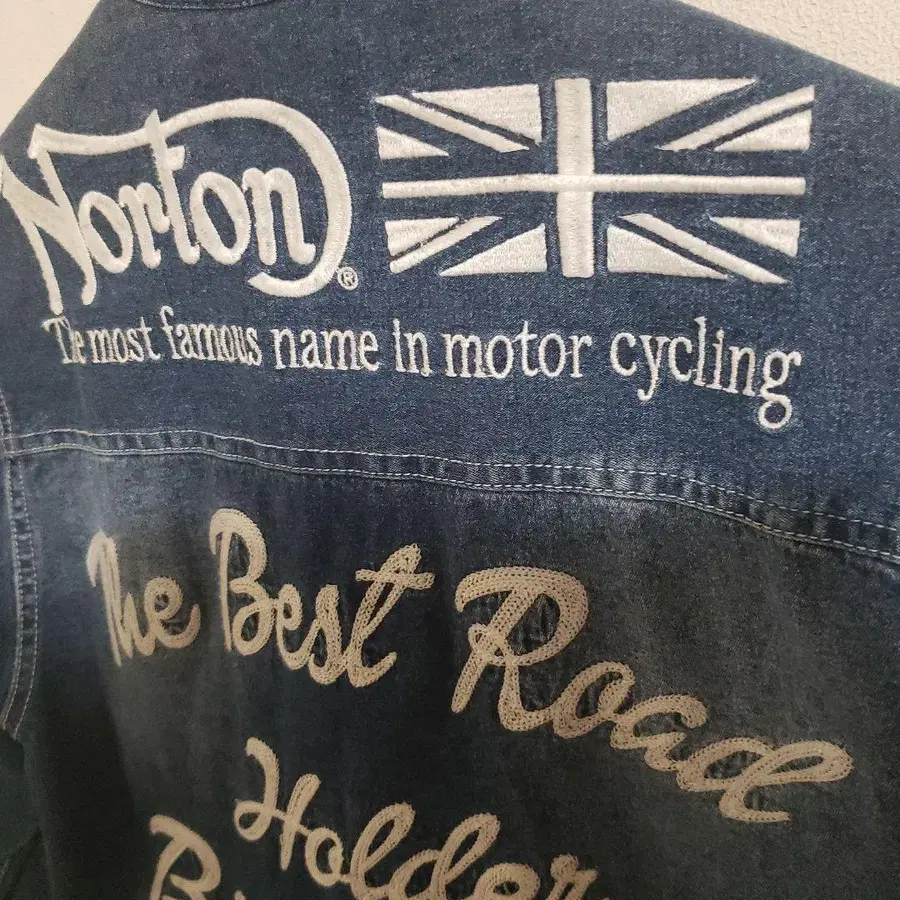 Norton®
The most famous name in motor cycling
The Best Road
Holder